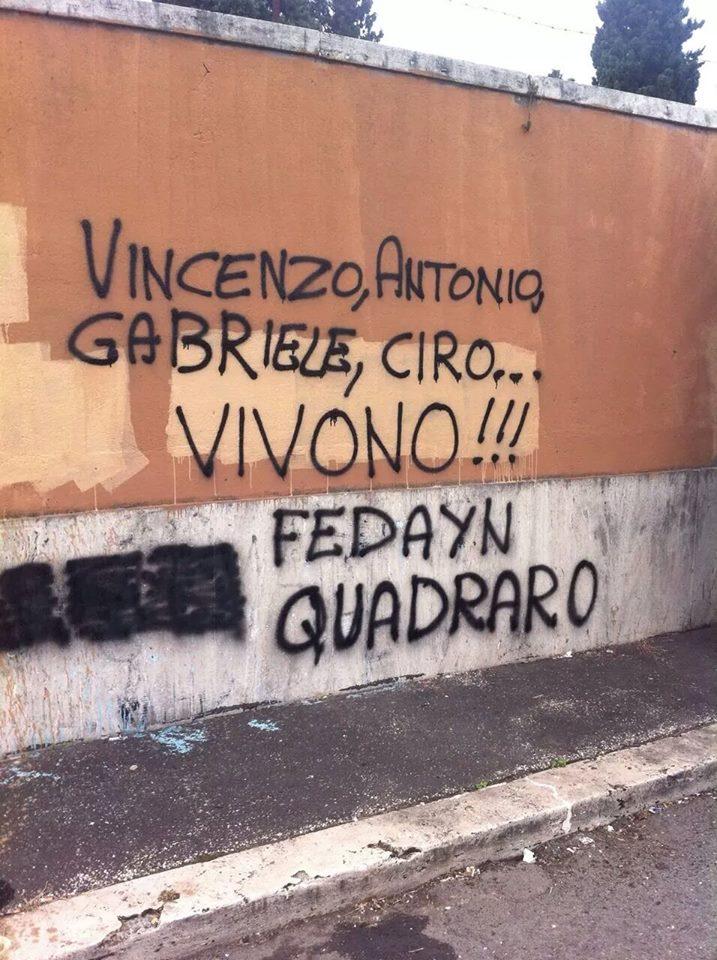 VINCENZO, ANTONIO,
GABRIELE, CIRO...
VIVONO!!!
FEDAYN
QUADRARO